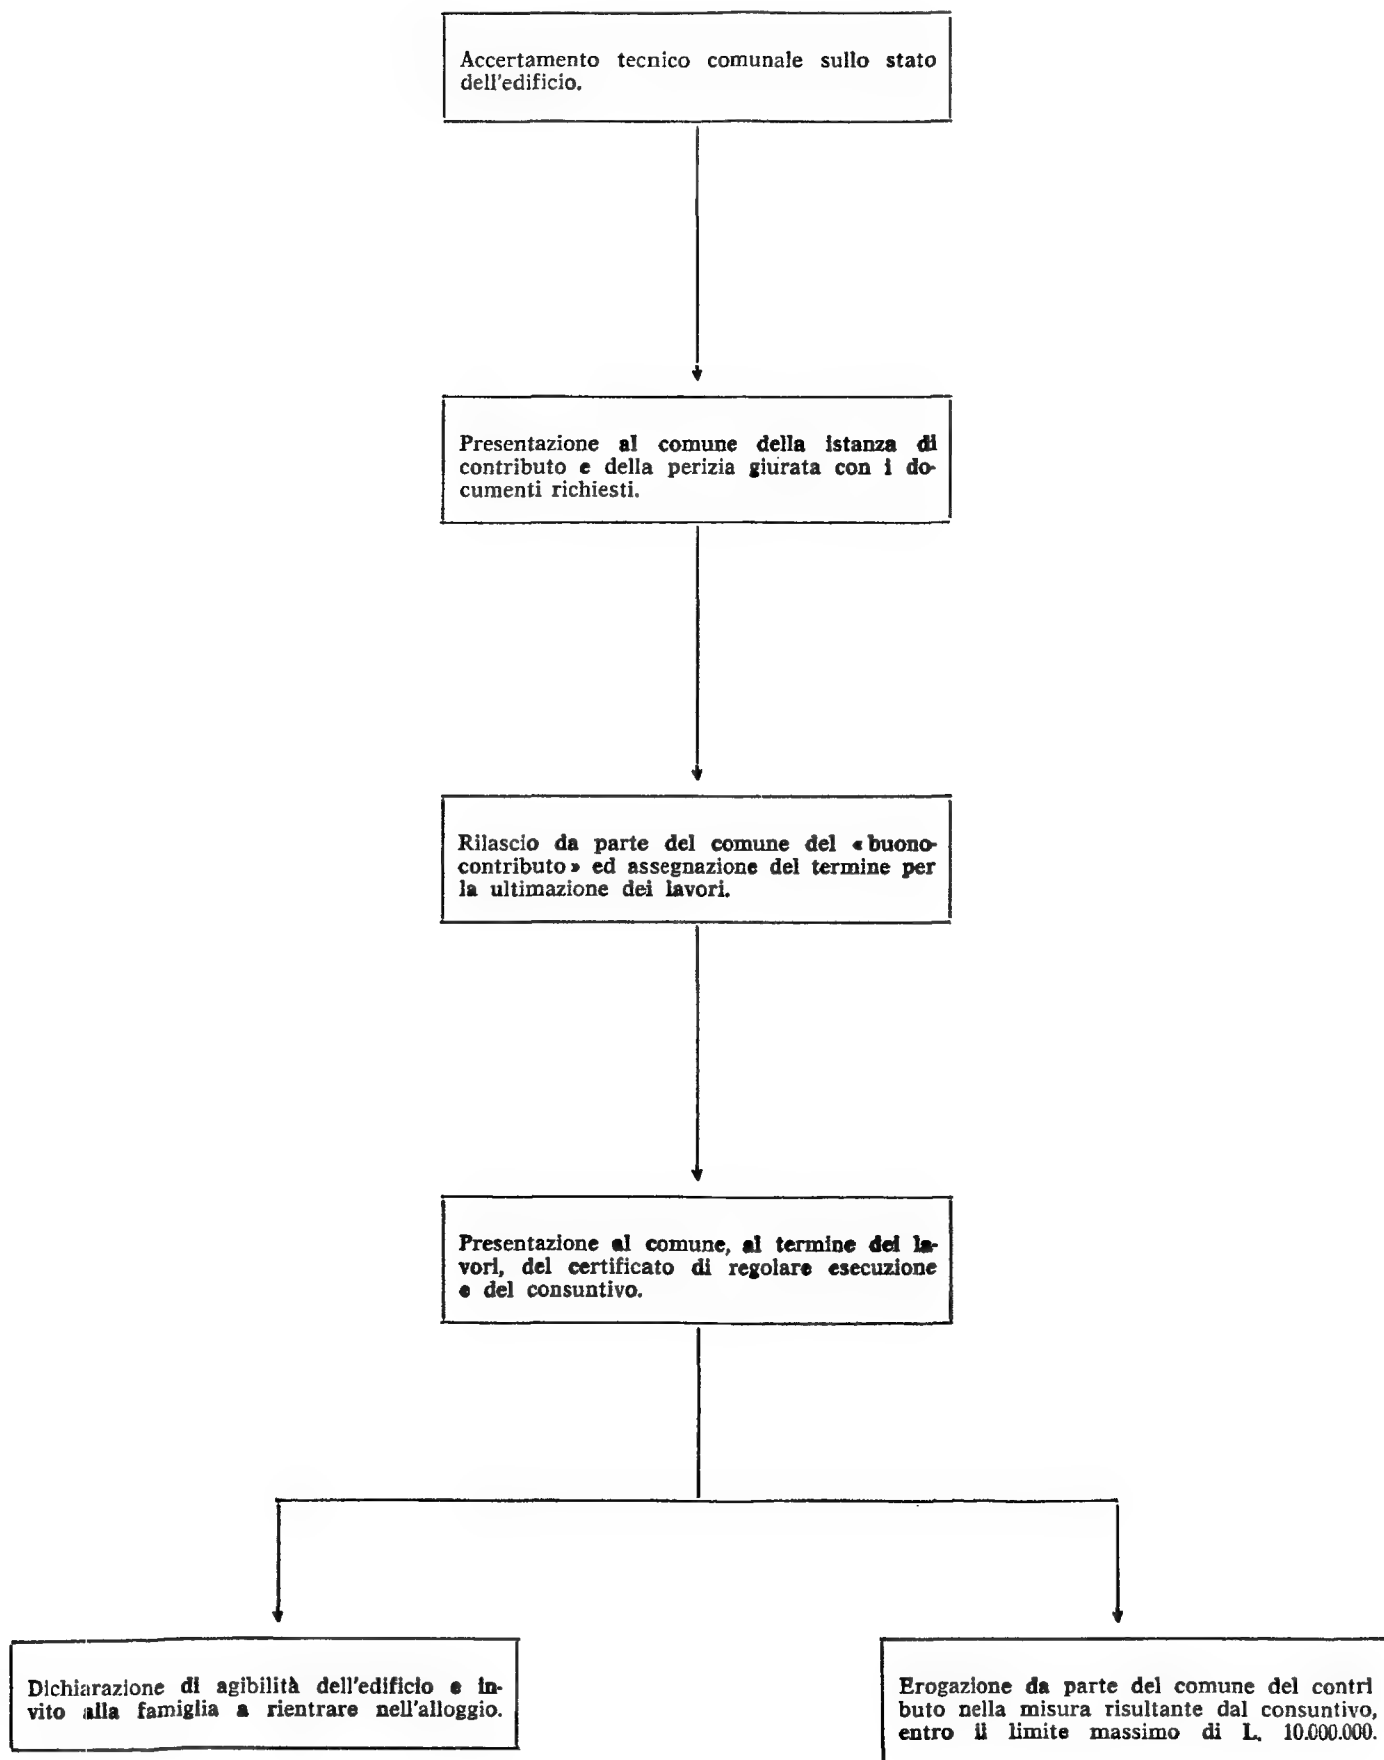 Accertamento tecnico comunale sullo stato
dell'edificio.
Presentazione al comune della istanza di
contributo e della perizia giurata con i do-
cumenti richiesti.
Rilascio da parte del comune del «buono-
contributo» ed assegnazione del termine per
la ultimazione dei lavori.
Presentazione al comune, al termine dei la-
vori, del certificato di regolare esecuzione
e del consuntivo.
Dichiarazione di agibilità dell'edificio e in-
vito alla famiglia a rientrare nell'alloggio.
Erogazione da parte del comune del contri
buto nella misura risultante dal consuntivo,
entro il limite massimo di L. 10.000.000.